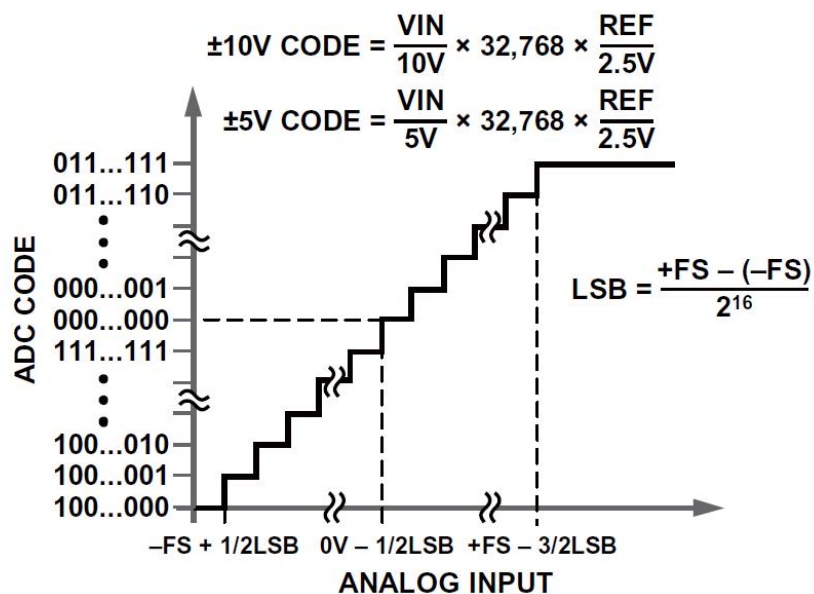 ±10V CODE = VIN/10V × 32,768 × REF/2.5V
±5V CODE = VIN/5V × 32,768 × REF/2.5V
011...111
011...110
000...001
000...000
111...111
100...010
100...001
100...000
ADC CODE
LSB = +FS – (–FS)/2¹⁶
–FS + 1/2LSB 0V – 1/2LSB +FS – 3/2LSB
ANALOG INPUT